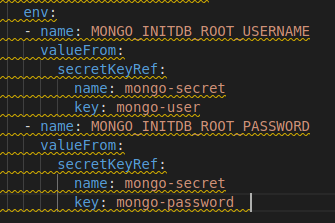 env:
- name: MONGO_INITDB_ROOT_USERNAME
valueFrom:
secretKeyRef:
name: mongo-secret
key: mongo-user
- name: MONGO_INITDB_ROOT_PASSWORD
valueFrom:
secretKeyRef:
name: mongo-secret
key: mongo-password